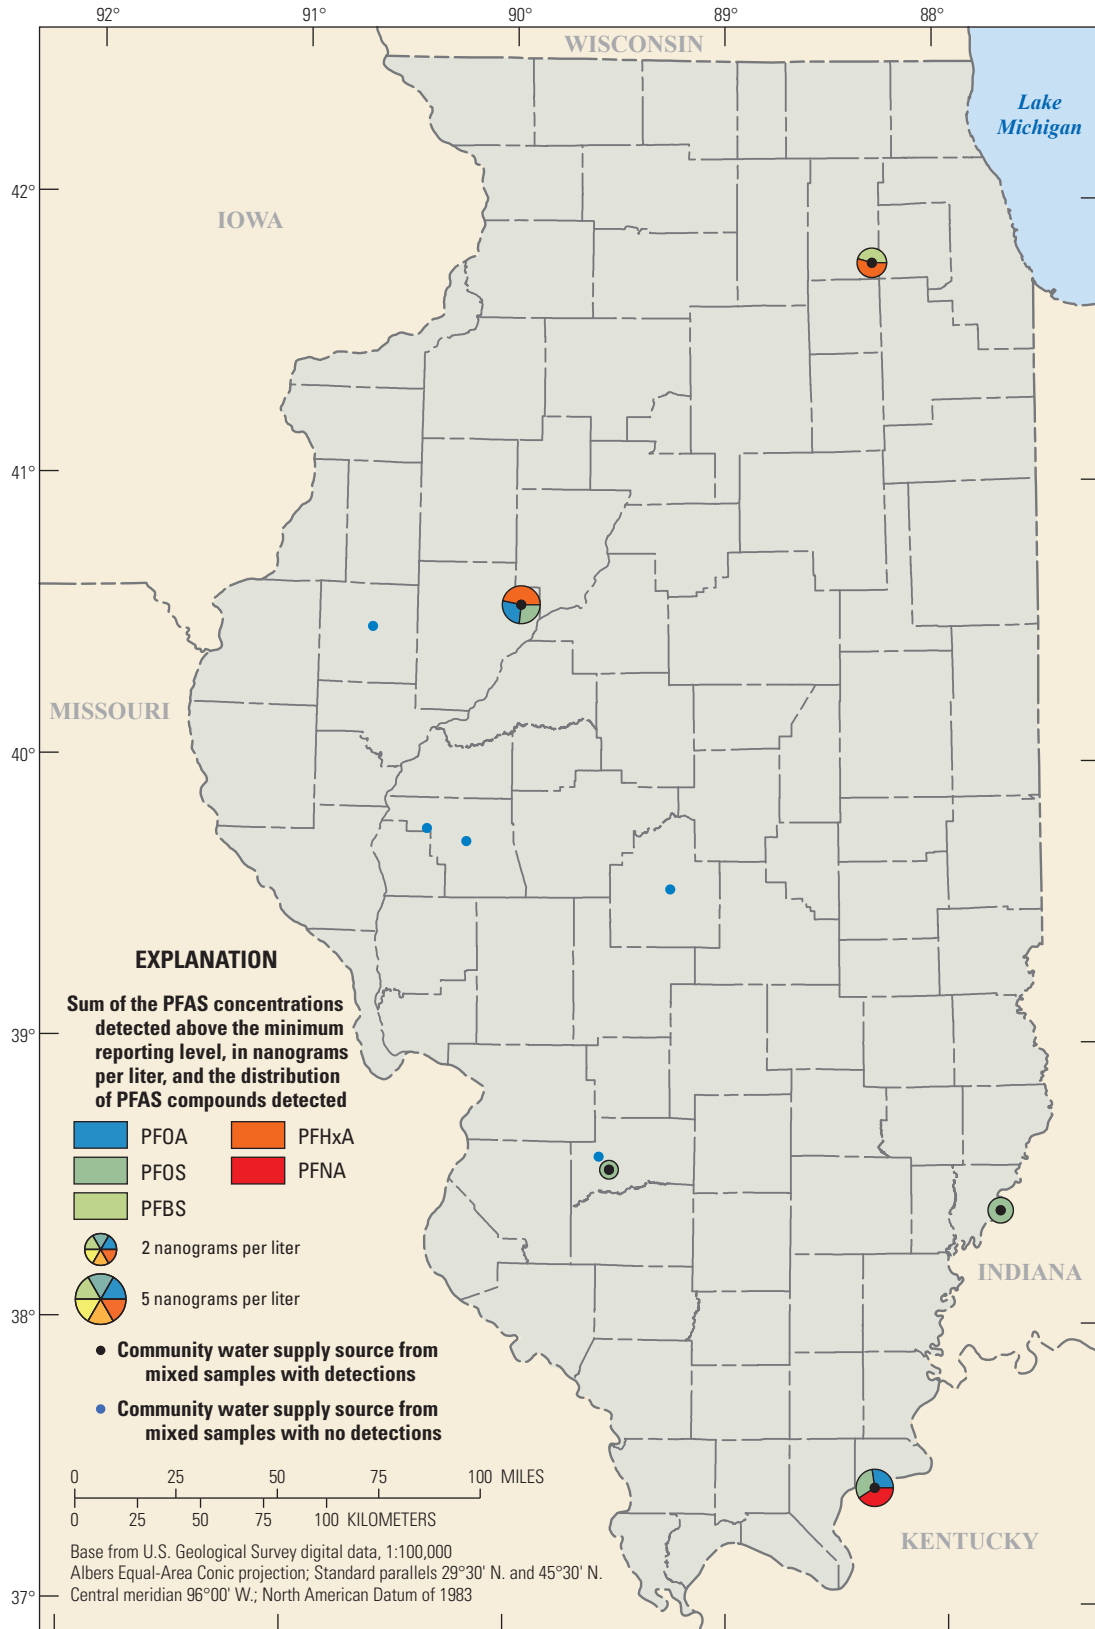 92° 91° 90° 89° 88°
WISCONSIN
Lake
Michigan
42°
IOWA
41°
MISSOURI
40°
EXPLANATION
Sum of the PFAS concentrations
detected above the minimum
reporting level, in nanograms
per liter, and the distribution
of PFAS compounds detected
39°
PFOA PFHxA
PFOS PFNA
PFBS
2 nanograms per liter
INDIANA
5 nanograms per liter
38°
Community water supply source from
mixed samples with detections
Community water supply source from
mixed samples with no detections
0 25 50 75 100 MILES
0 25 50 75 100 KILOMETERS
KENTUCKY
Base from U.S. Geological Survey digital data, 1:100,000
Albers Equal-Area Conic projection; Standard parallels 29°30' N. and 45°30' N.
Central meridian 96°00' W.; North American Datum of 1983
37°